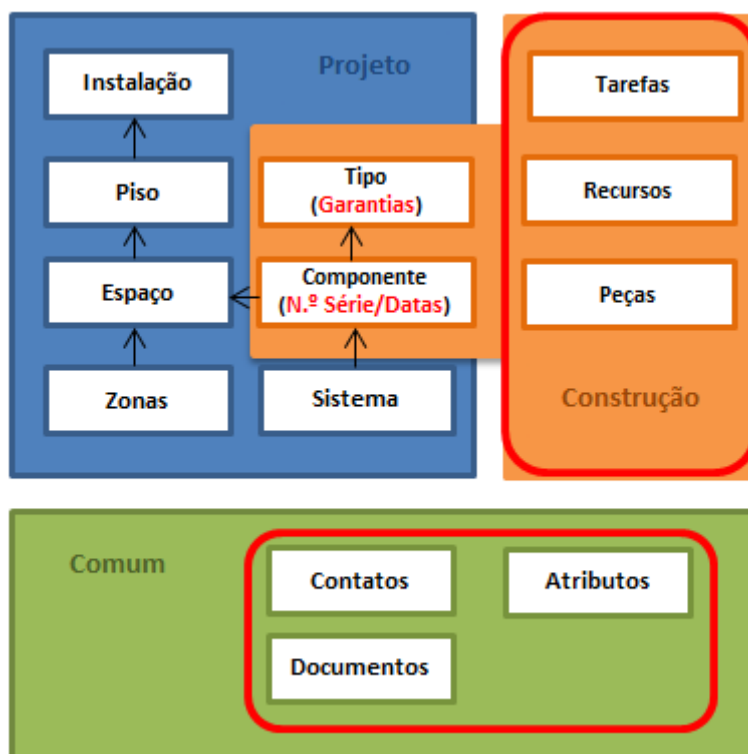 Projeto
Instalação
Piso
Espaço
Zonas
Tipo
(Garantias)
Componente
(N.º Série/Datas)
Sistema
Tarefas
Recursos
Peças
Construção
Comum
Contatos
Atributos
Documentos